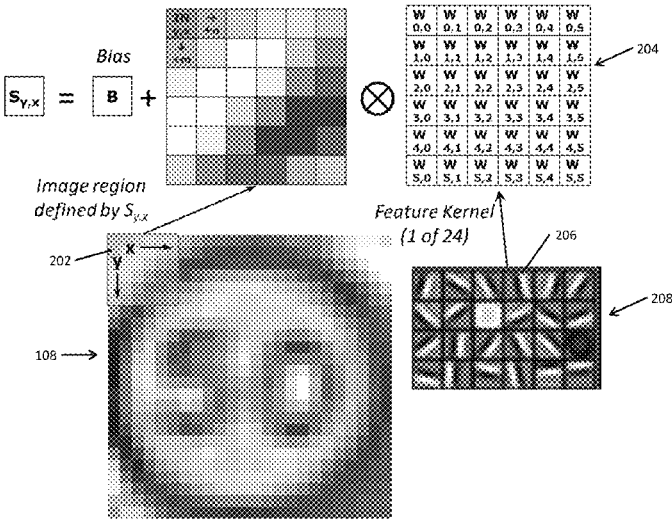 Bias
S y,x = B +
W W W W W W
0,0 0,1 0,2 0,3 0,4 0,5
W W W W W W
1,0 1,1 1,2 1,3 1,4 1,5
W W W W W W
2,0 2,1 2,2 2,3 2,4 2,5
W W W W W W
3,0 3,1 3,2 3,3 3,4 3,5
W W W W W W
4,0 4,1 4,2 4,3 4,4 4,5
W W W W W W
5,0 5,1 5,2 5,3 5,4 5,5
204
Image region
defined by Sy,x
Feature Kernel
(1 of 24)
202
x
y
206
208
108
50